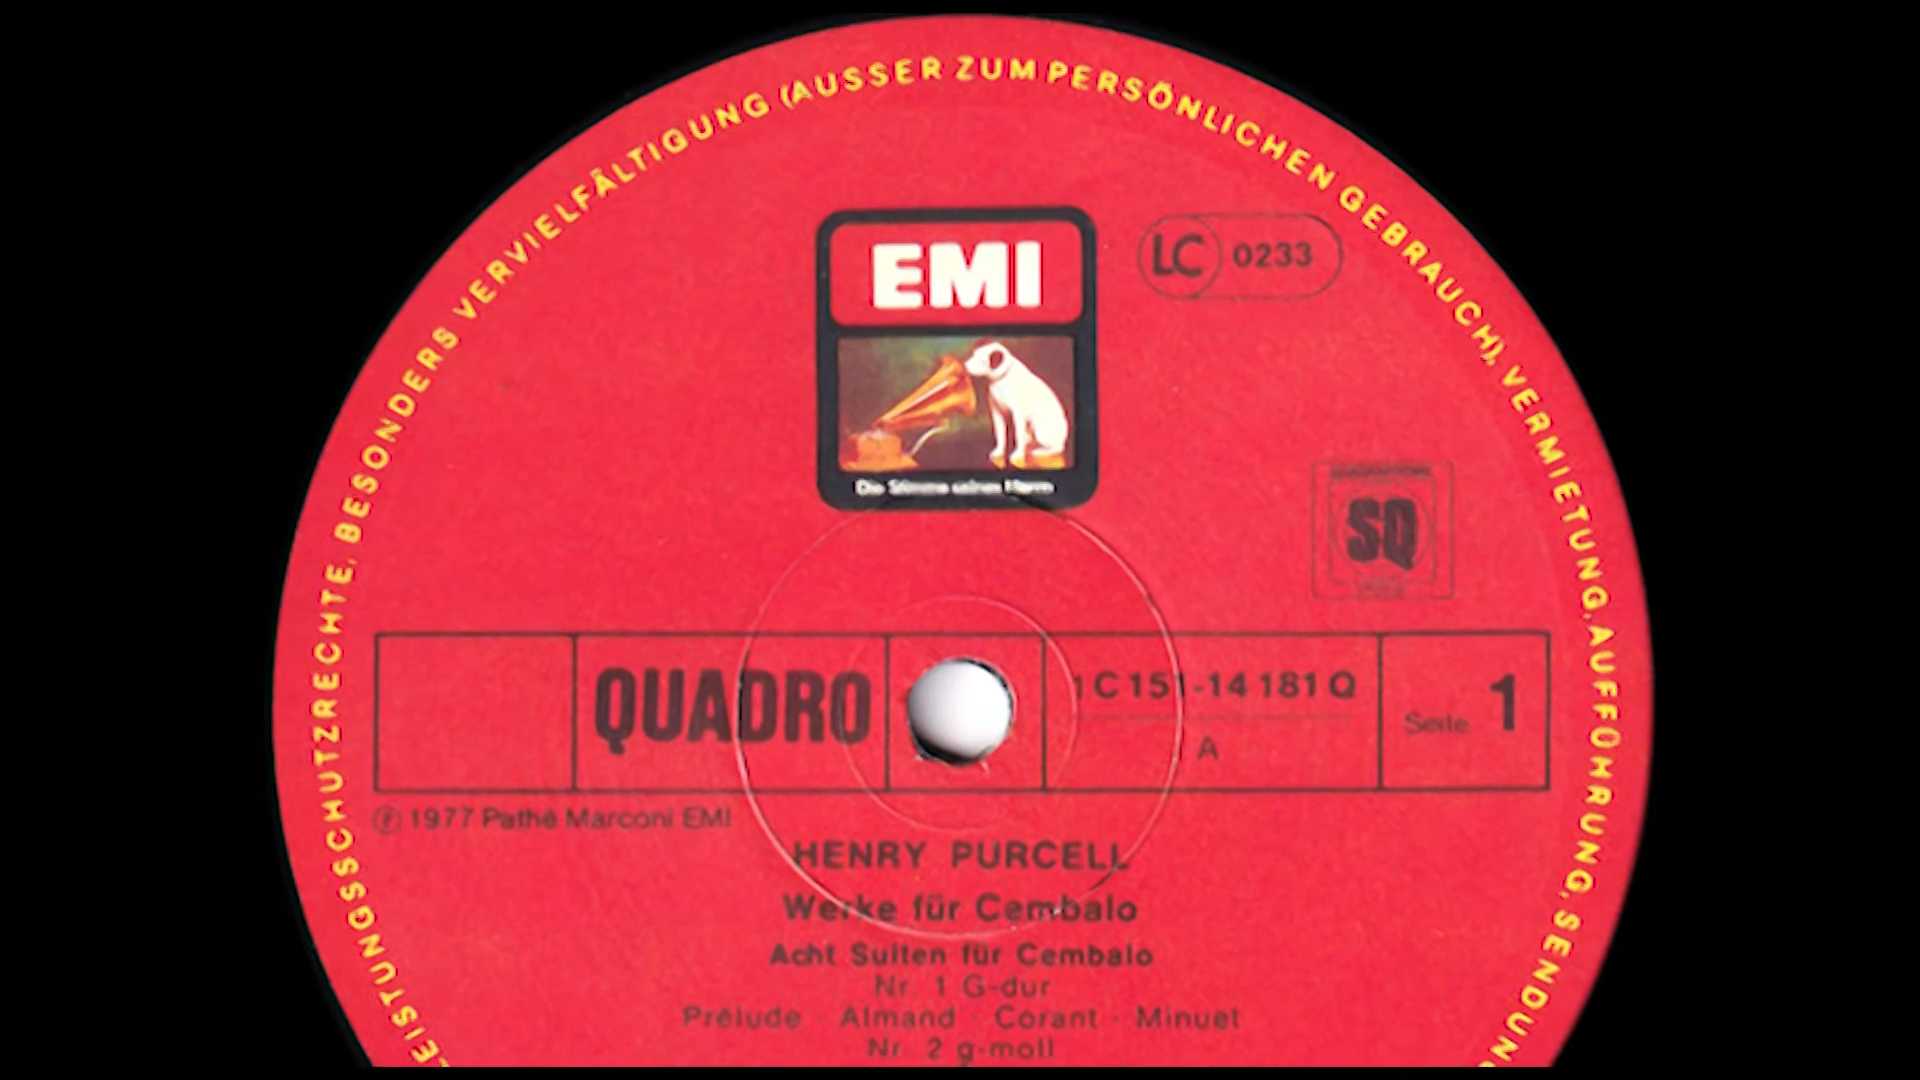 LEISTUNGSSCHUTZRECHTE, BESONDERS VERVIELFÄLTIGUNG (AUSSER ZUM PERSÖNLICHEN GEBRAUCH), VERMIETUNG, AUFFÜHRUNG, SENDUNG
EMI
LC 0233
Die Stimme seines Herrn
SQ
QUADRO
1 C 151-14 181 Q
A
Seite 1
℗ 1977 Pathé Marconi EMI
HENRY PURCELL
Werke für Cembalo
Acht Suiten für Cembalo
Nr. 1 G-dur
Prélude · Almand · Corant · Minuet
Nr. 2 g-moll